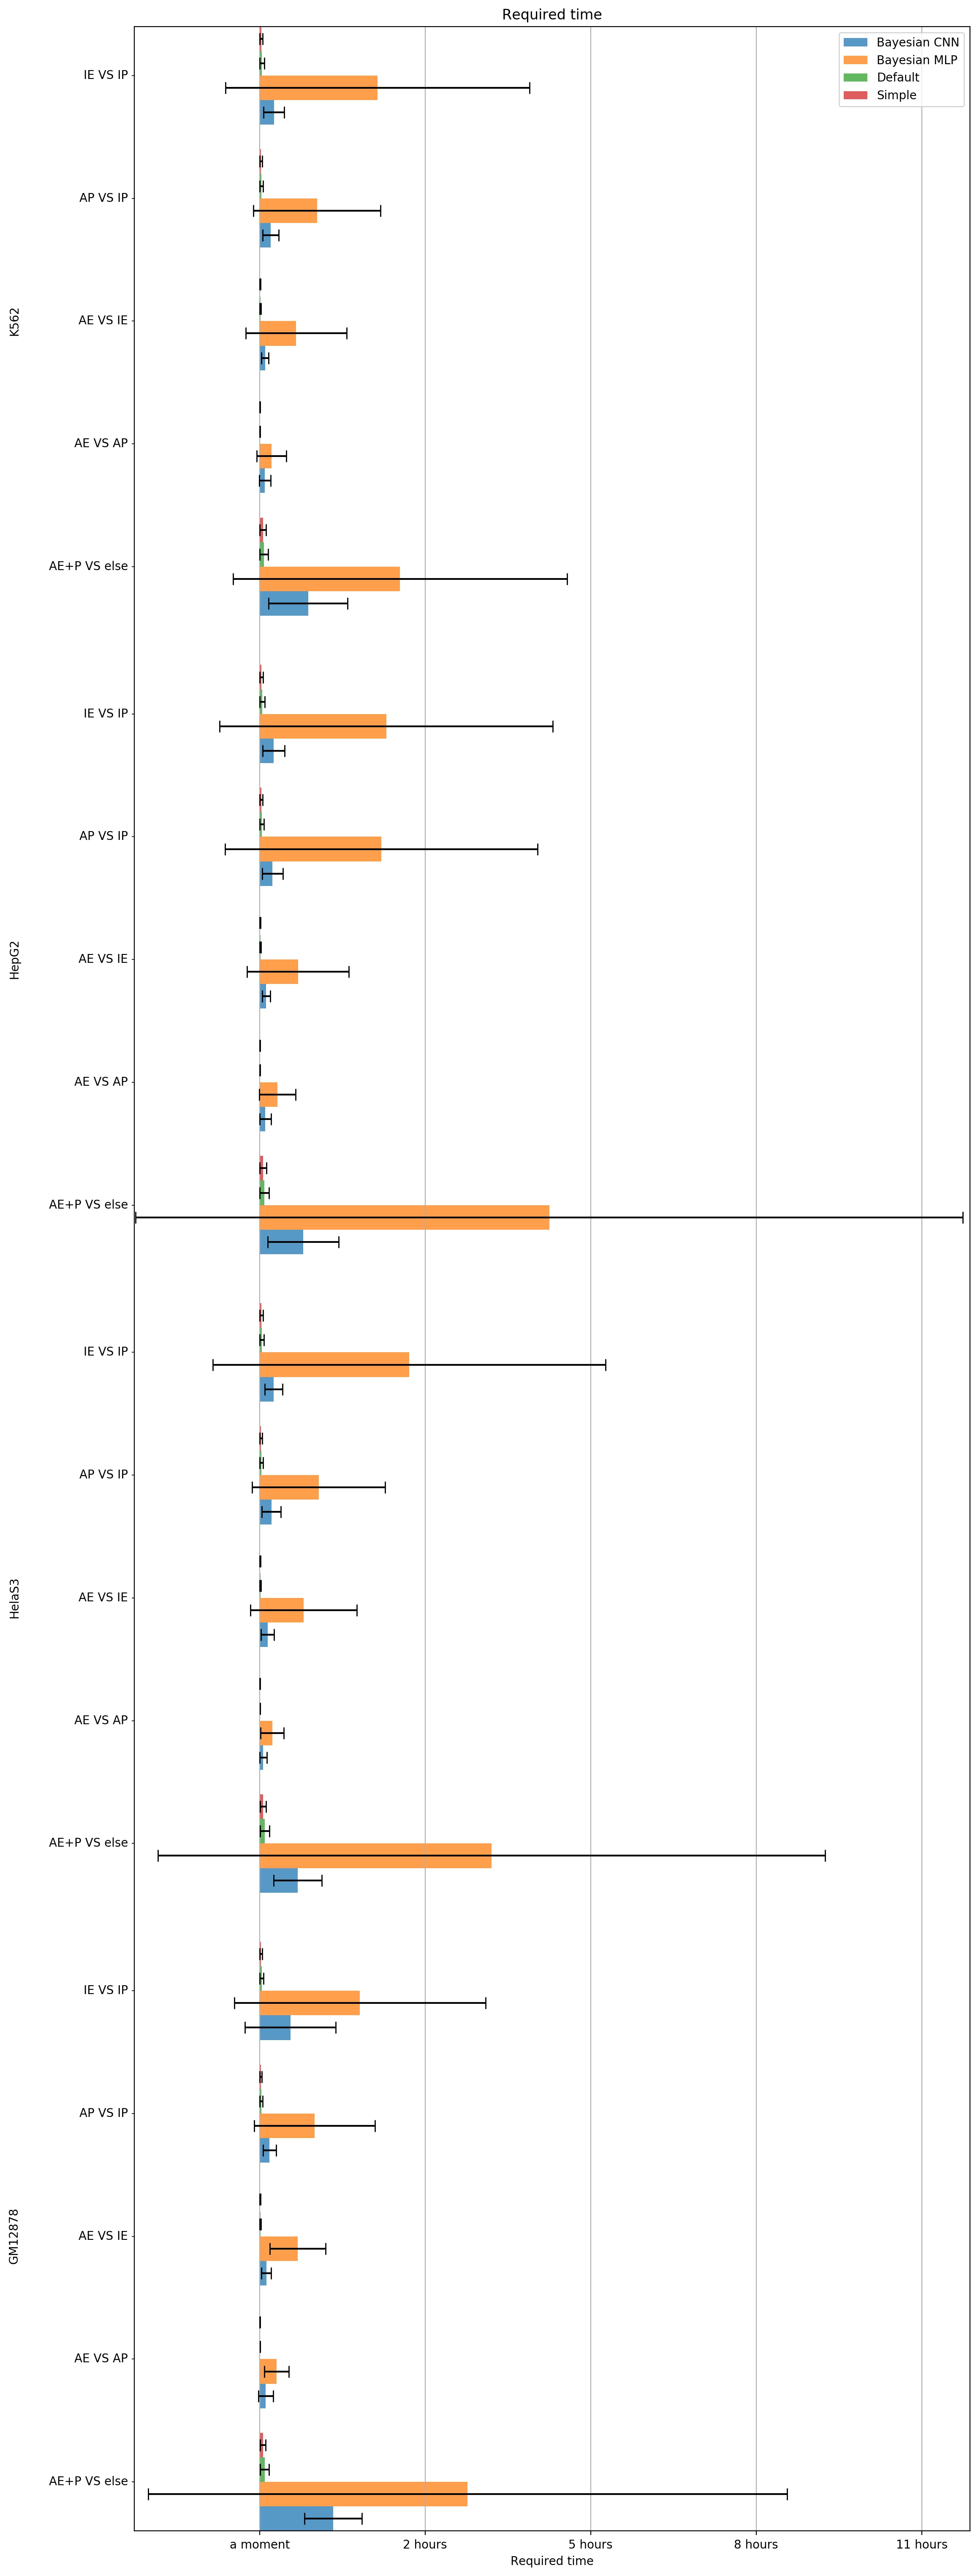 Required time
Bayesian CNN
Bayesian MLP
Default
Simple
K562
IE VS IP
AP VS IP
AE VS IE
AE VS AP
AE+P VS else
HepG2
IE VS IP
AP VS IP
AE VS IE
AE VS AP
AE+P VS else
HelaS3
IE VS IP
AP VS IP
AE VS IE
AE VS AP
AE+P VS else
GM12878
IE VS IP
AP VS IP
AE VS IE
AE VS AP
AE+P VS else
a moment
2 hours
5 hours
8 hours
11 hours
Required time